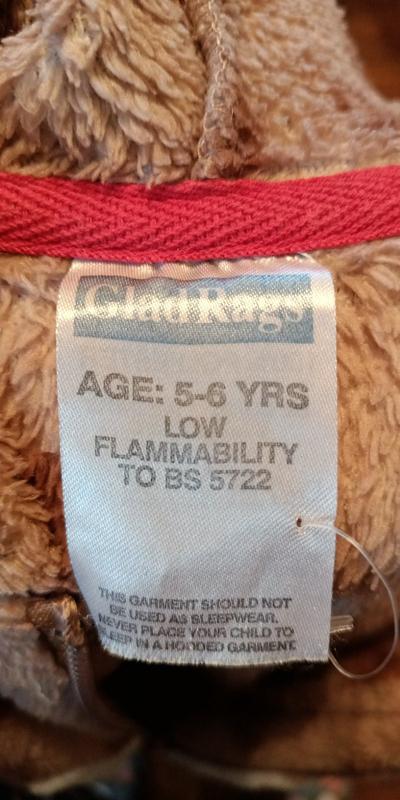 Glad Rags
AGE: 5-6 YRS
LOW
FLAMMABILITY
TO BS 5722
THIS GARMENT SHOULD NOT
BE USED AS SLEEPWEAR.
NEVER PLACE YOUR CHILD TO
SLEEP IN A HOODED GARMENT.